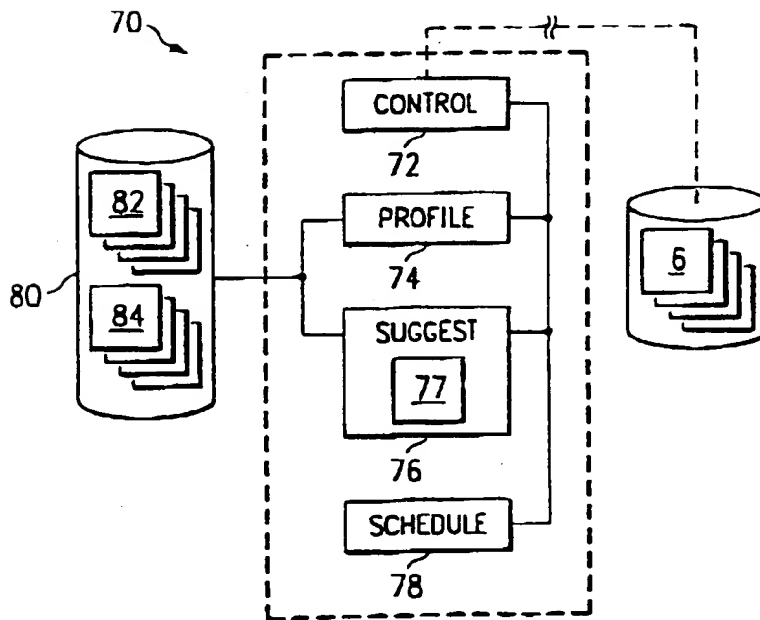 70
CONTROL
72
82
PROFILE
6
74
80
84
SUGGEST
77
76
SCHEDULE
78